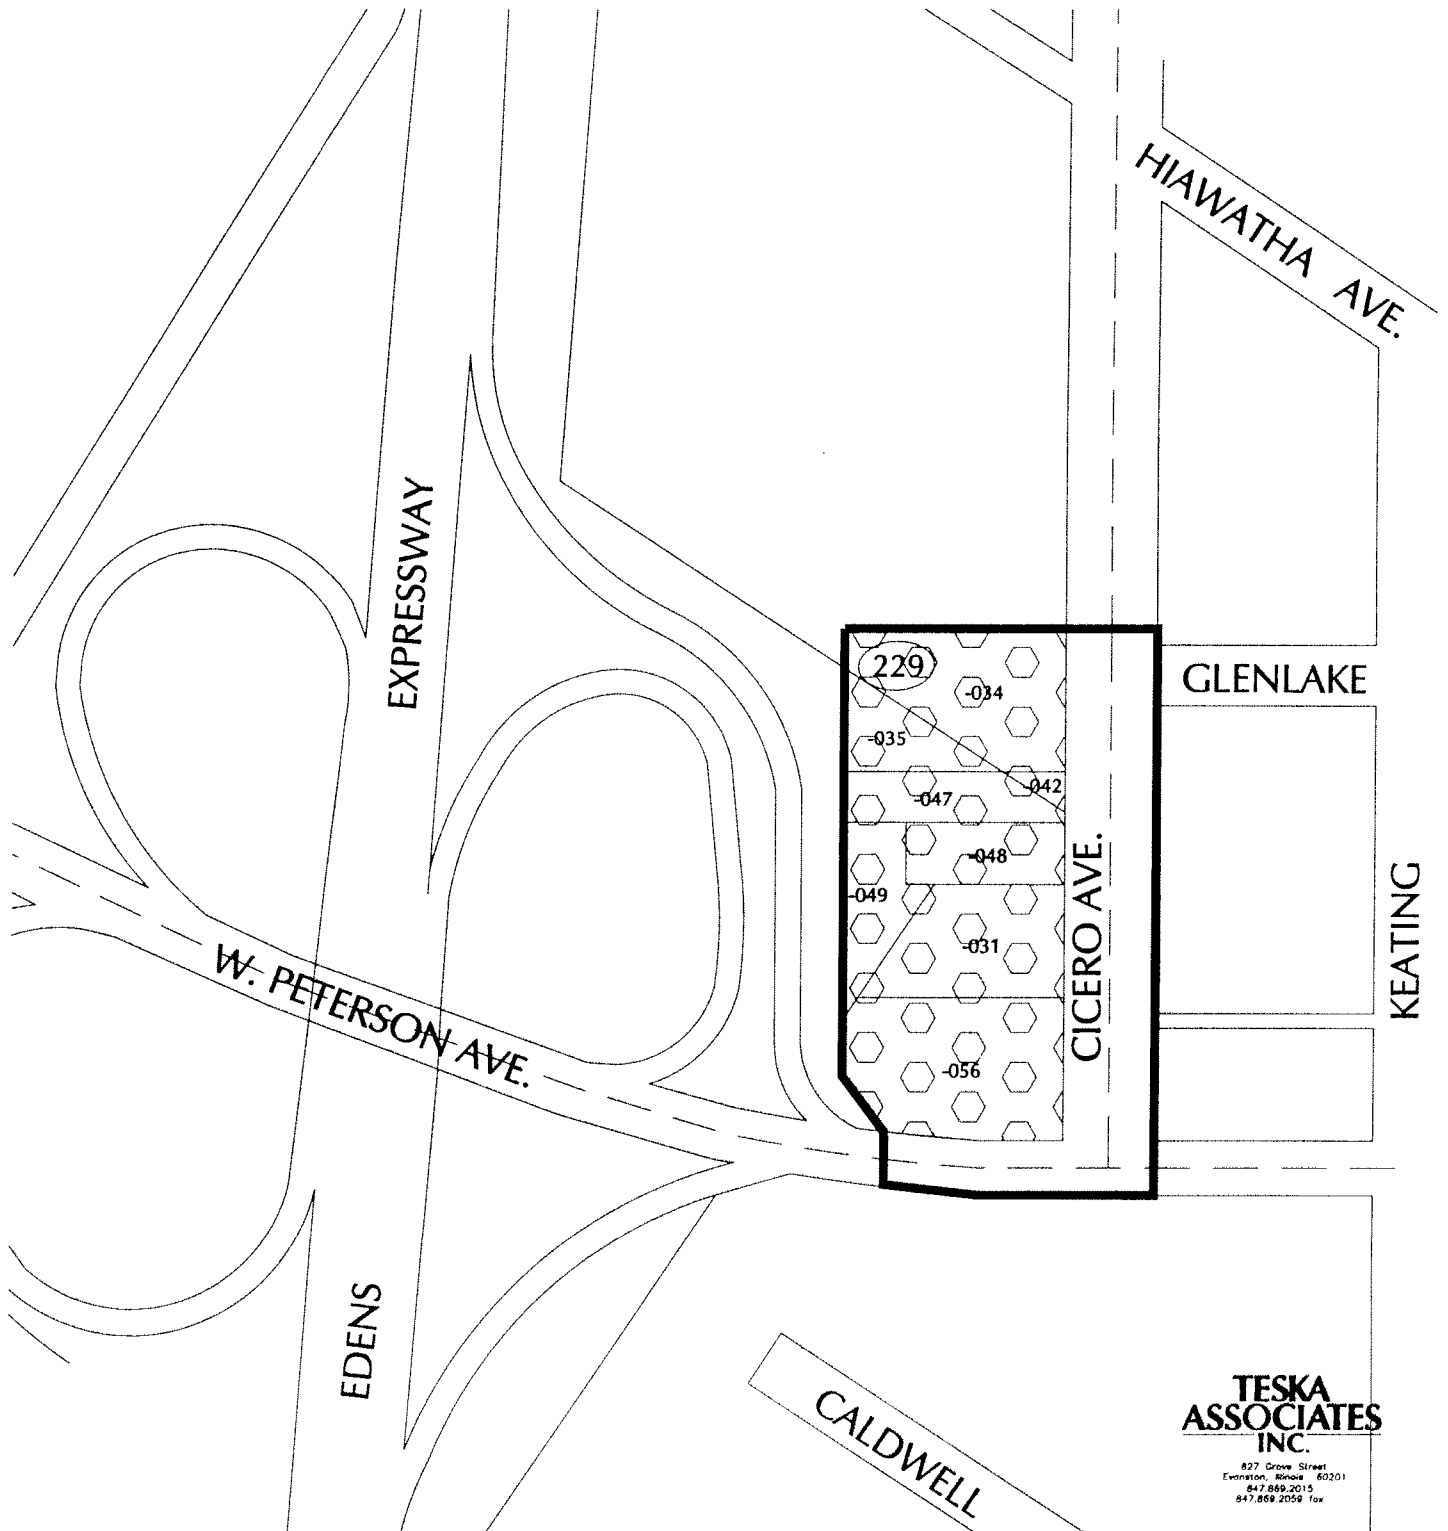 HIAWATHA AVE.
EXPRESSWAY
229
-034
GLENLAKE
-035
-042
-047
-048
CICERO AVE.
-049
KEATING
-031
W. PETERSON AVE.
-056
EDENS
CALDWELL
TESKA
ASSOCIATES
INC.
827 Grove Street
Evanston, Illinois 60201
847.869.2015
847.869.2059 fax